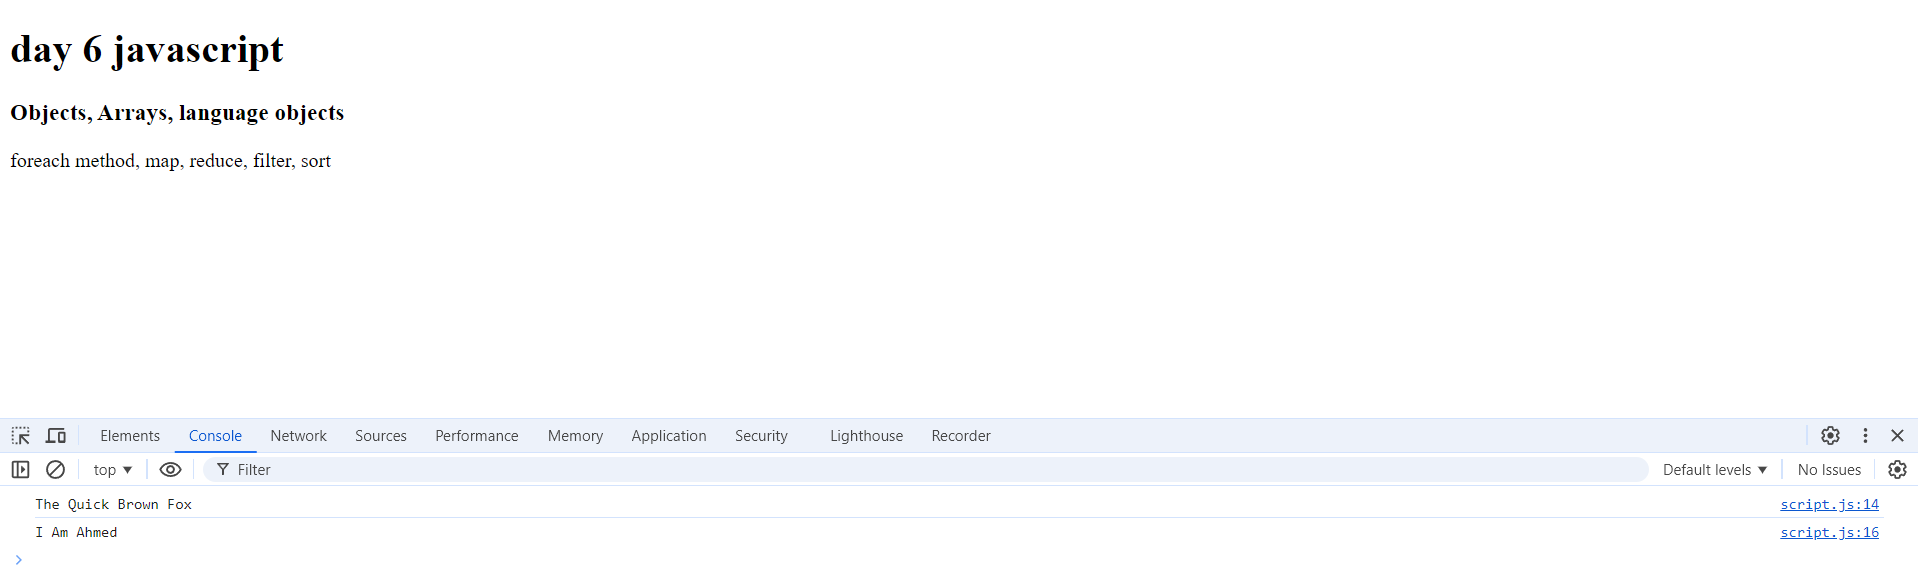 day 6 javascript
Objects, Arrays, language objects
foreach method, map, reduce, filter, sort
Elements Console Network Sources Performance Memory Application Security Lighthouse Recorder
top Filter Default levels No Issues
The Quick Brown Fox script.js:14
I Am Ahmed script.js:16